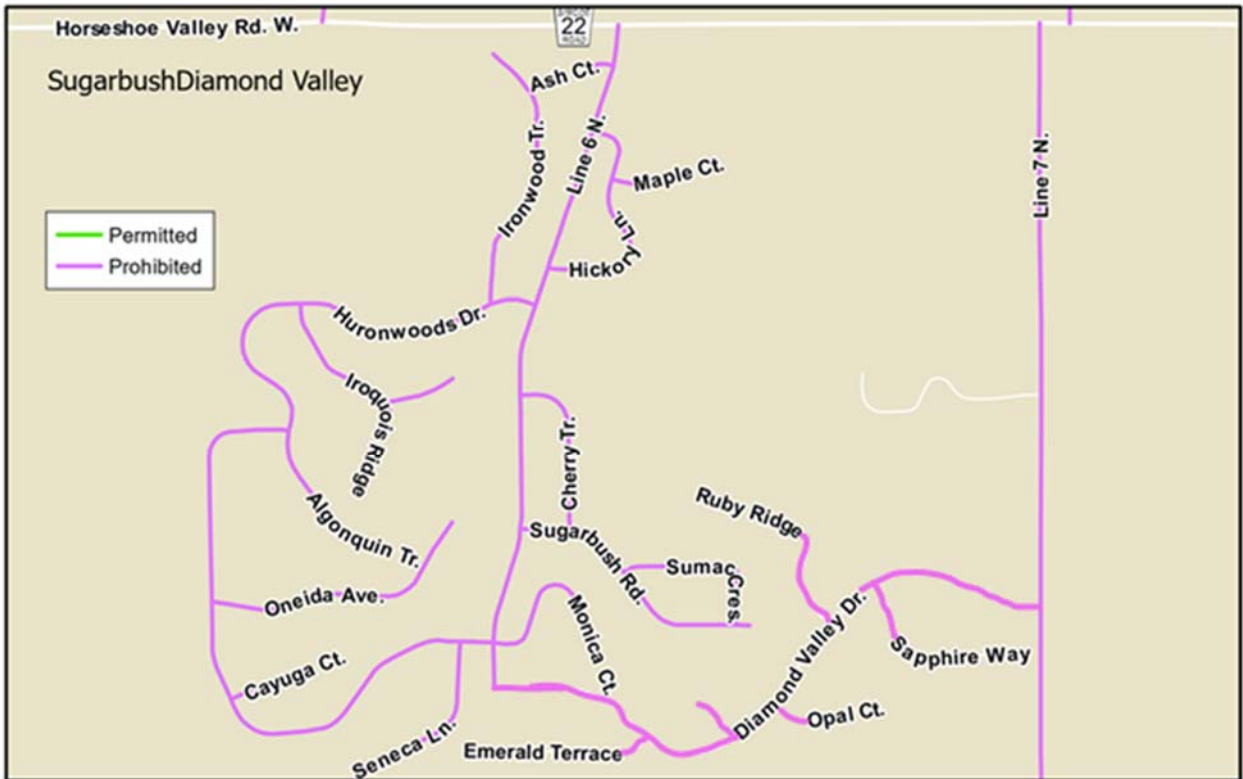 Horseshoe Valley Rd. W.
22
ROAD
SugarbushDiamond Valley
Ash Ct.
Ironwood Tr.
Line 6 N.
Maple Ct.
Line 7 N.
Hickory Ln.
Permitted
Prohibited
Huronwoods Dr.
Iroquois Ridge
Cherry Tr.
Algonquin Tr.
Sugarbush Rd.
Ruby Ridge
Sumac Cres.
Oneida Ave.
Monica Ct.
Diamond Valley Dr.
Sapphire Way
Cayuga Ct.
Opal Ct.
Seneca Ln.
Emerald Terrace